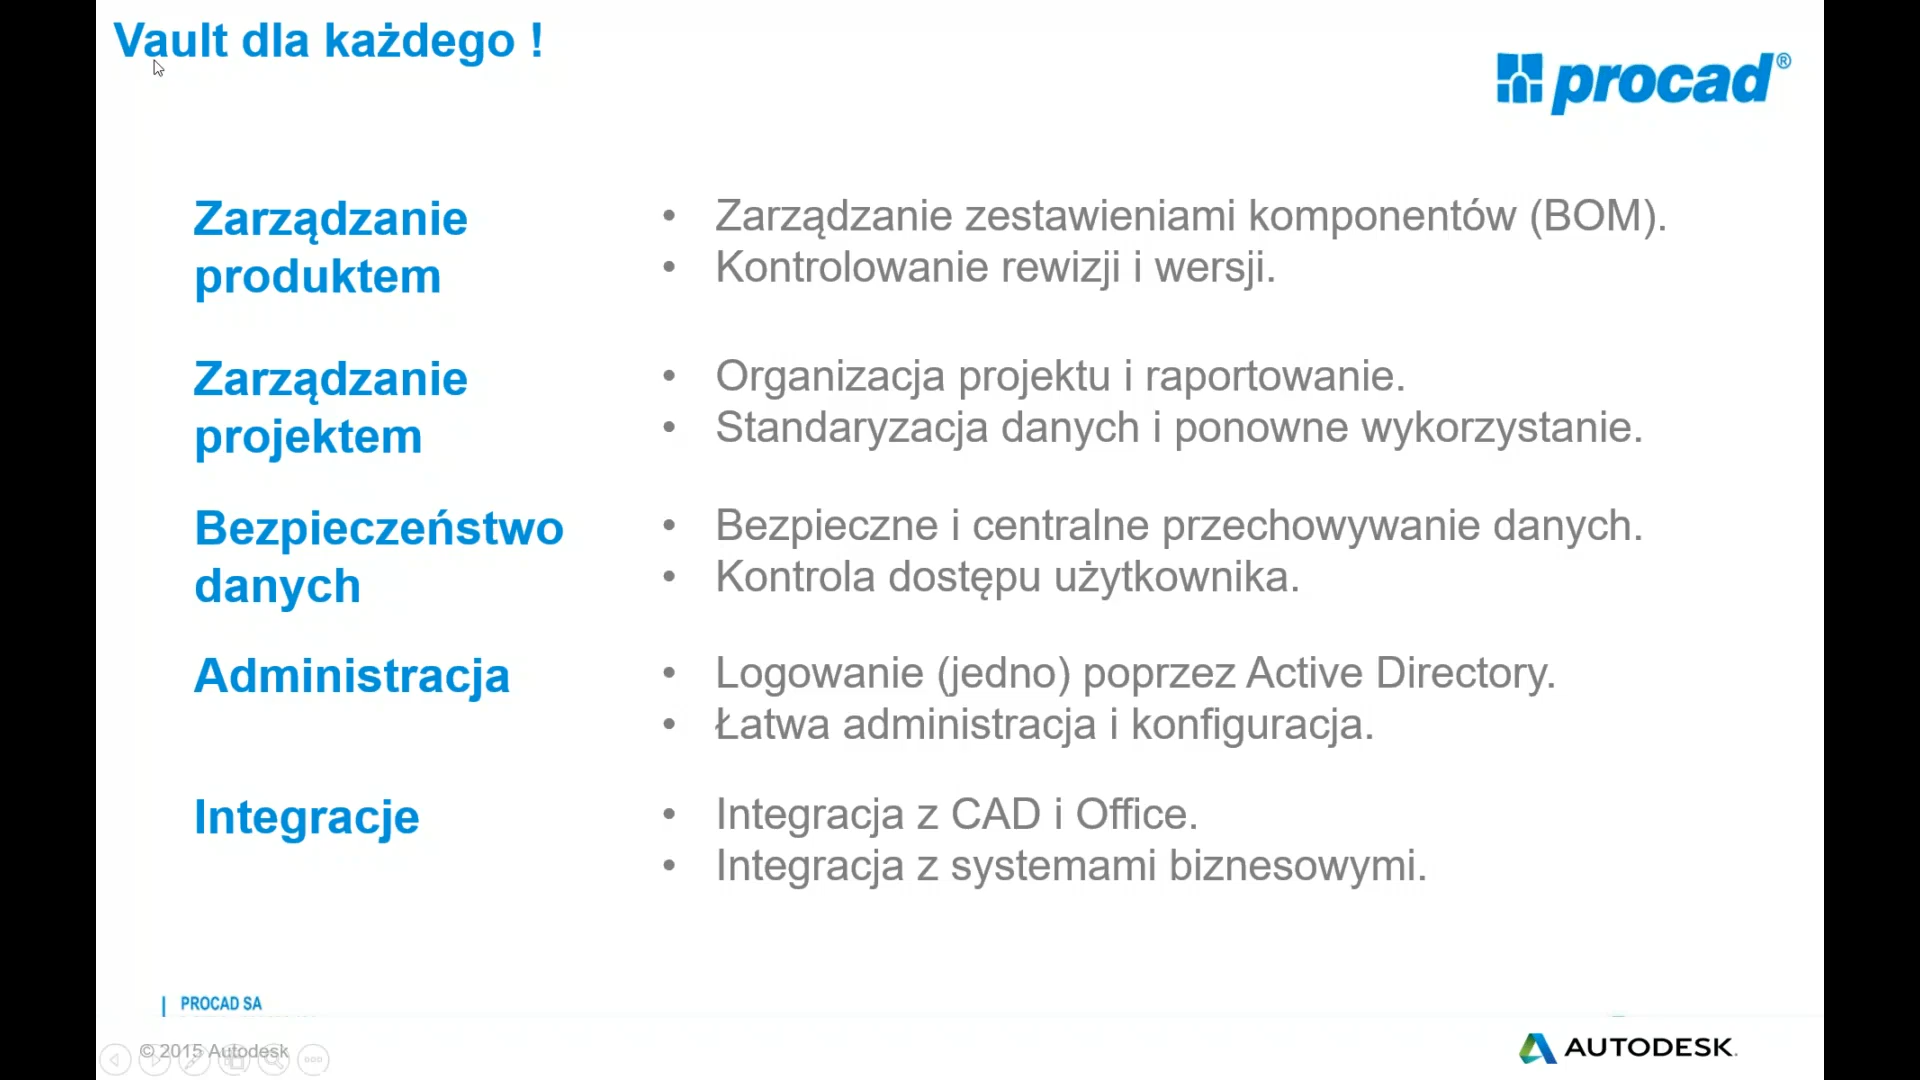 Vault dla każdego !
procad®
Zarządzanie
produktem
• Zarządzanie zestawieniami komponentów (BOM).
• Kontrolowanie rewizji i wersji.
Zarządzanie
projektem
• Organizacja projektu i raportowanie.
• Standaryzacja danych i ponowne wykorzystanie.
Bezpieczeństwo
danych
• Bezpieczne i centralne przechowywanie danych.
• Kontrola dostępu użytkownika.
Administracja
• Logowanie (jedno) poprzez Active Directory.
• Łatwa administracja i konfiguracja.
Integracje
• Integracja z CAD i Office.
• Integracja z systemami biznesowymi.
PROCAD SA
© 2015 Autodesk
AUTODESK.